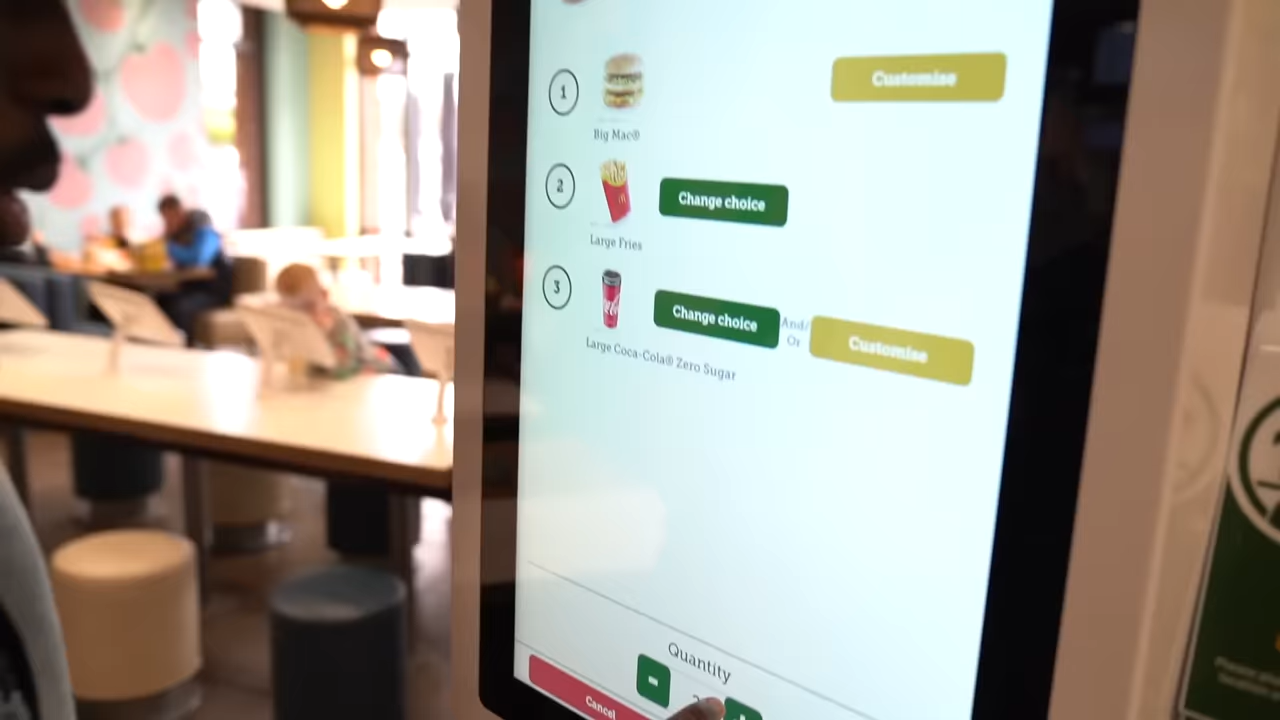 1
Customise
Big Mac®
2
Change choice
Large Fries
3
Change choice
And/
Or
Customise
Large Coca-Cola® Zero Sugar
Quantity
-
Cancel